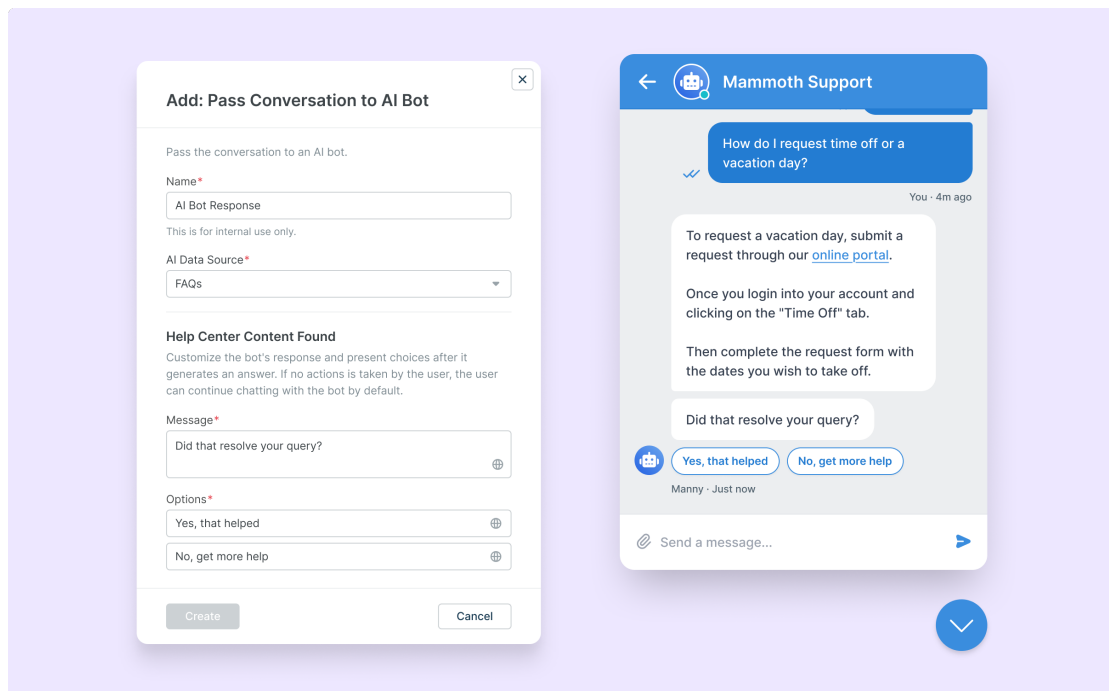 Add: Pass Conversation to AI Bot
Pass the conversation to an AI bot.
Name*
AI Bot Response
This is for internal use only.
AI Data Source*
FAQs
Help Center Content Found
Customize the bot's response and present choices after it
generates an answer. If no actions is taken by the user, the user
can continue chatting with the bot by default.
Message*
Did that resolve your query?
Options*
Yes, that helped
No, get more help
Create
Cancel
Mammoth Support
How do I request time off or a
vacation day?
You · 4m ago
To request a vacation day, submit a
request through our online portal.
Once you login into your account and
clicking on the "Time Off" tab.
Then complete the request form with
the dates you wish to take off.
Did that resolve your query?
Yes, that helped
No, get more help
Manny · Just now
Send a message...